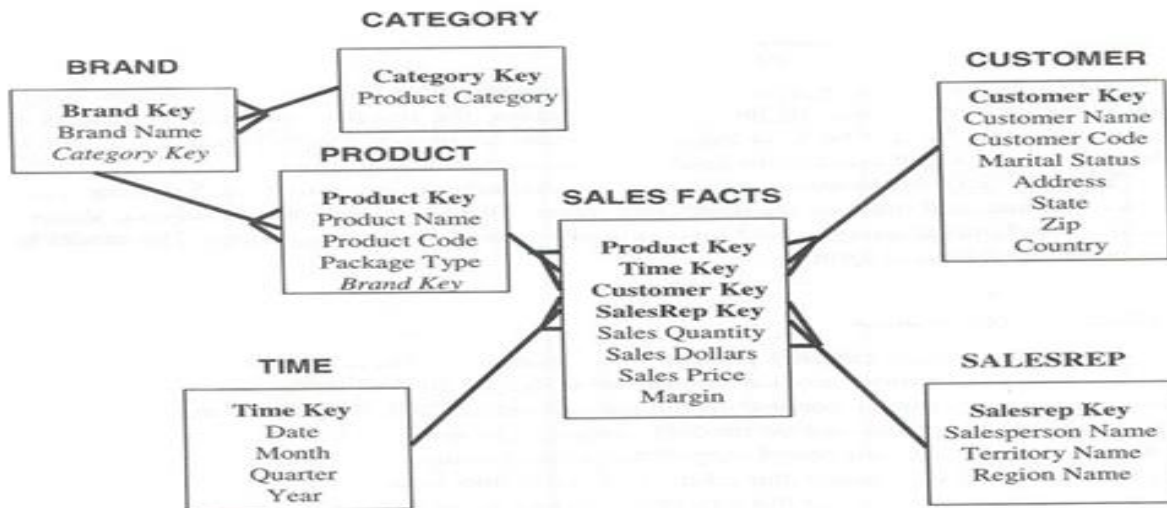 CATEGORY
Category Key
Product Category
BRAND
Brand Key
Brand Name
Category Key
PRODUCT
Product Key
Product Name
Product Code
Package Type
Brand Key
SALES FACTS
Product Key
Time Key
Customer Key
SalesRep Key
Sales Quantity
Sales Dollars
Sales Price
Margin
CUSTOMER
Customer Key
Customer Name
Customer Code
Marital Status
Address
State
Zip
Country
TIME
Time Key
Date
Month
Quarter
Year
SALESREP
Salesrep Key
Salesperson Name
Territory Name
Region Name